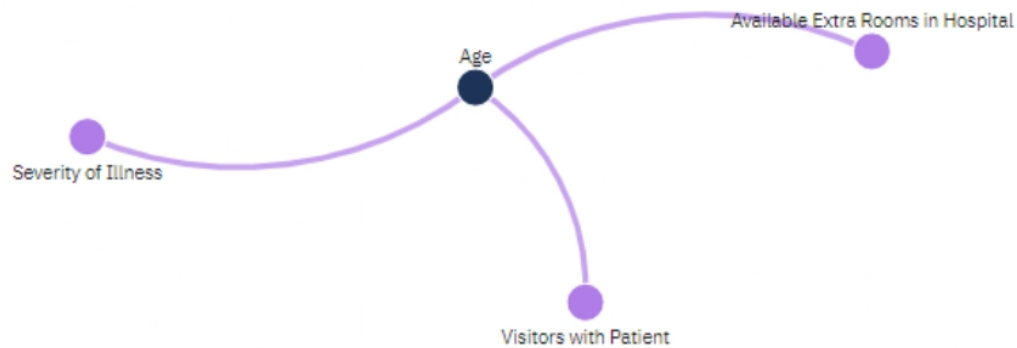 Available Extra Rooms in Hospital
Age
Severity of Illness
Visitors with Patient